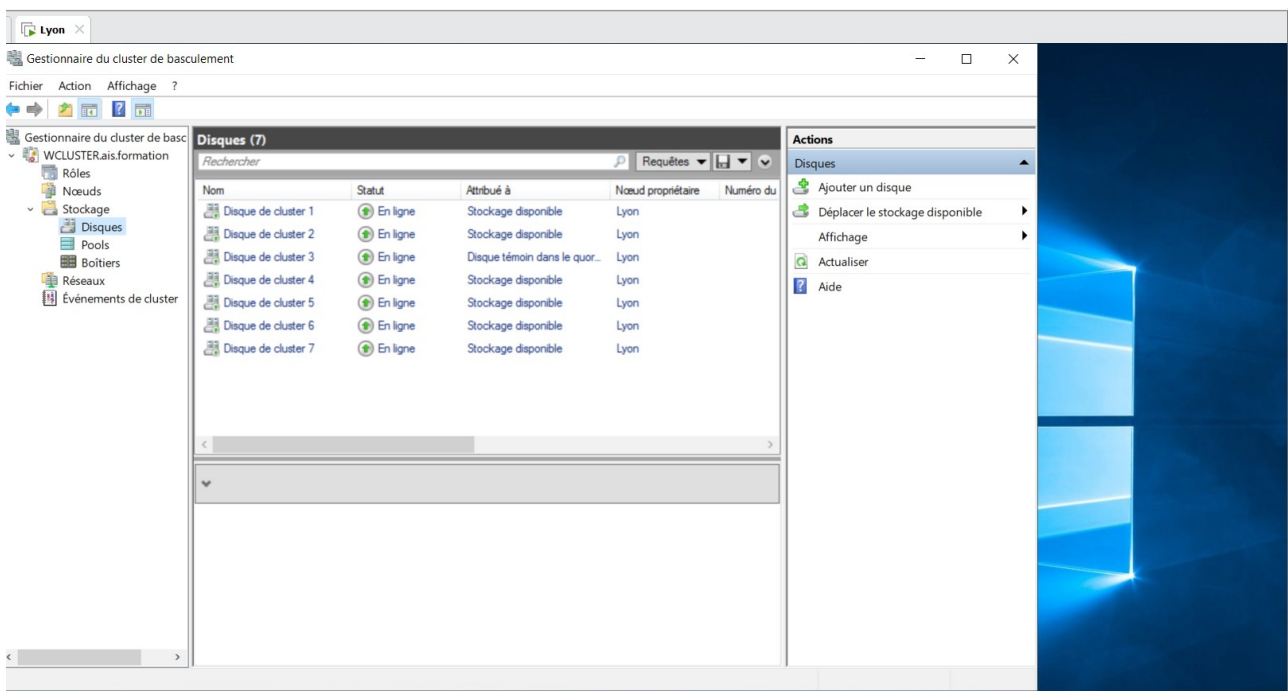 Lyon
Gestionnaire du cluster de basculement
Fichier Action Affichage ?
Gestionnaire du cluster de basc
WCLUSTER.ais.formation
Rôles
Nœuds
Stockage
Disques
Pools
Boîtiers
Réseaux
Événements de cluster
Disques (7)
Rechercher
Requêtes
Nom Statut Attribué à Nœud propriétaire Numéro du
Disque de cluster 1 En ligne Stockage disponible Lyon
Disque de cluster 2 En ligne Stockage disponible Lyon
Disque de cluster 3 En ligne Disque témoin dans le quor... Lyon
Disque de cluster 4 En ligne Stockage disponible Lyon
Disque de cluster 5 En ligne Stockage disponible Lyon
Disque de cluster 6 En ligne Stockage disponible Lyon
Disque de cluster 7 En ligne Stockage disponible Lyon
Actions
Disques
Ajouter un disque
Déplacer le stockage disponible
Affichage
Actualiser
Aide